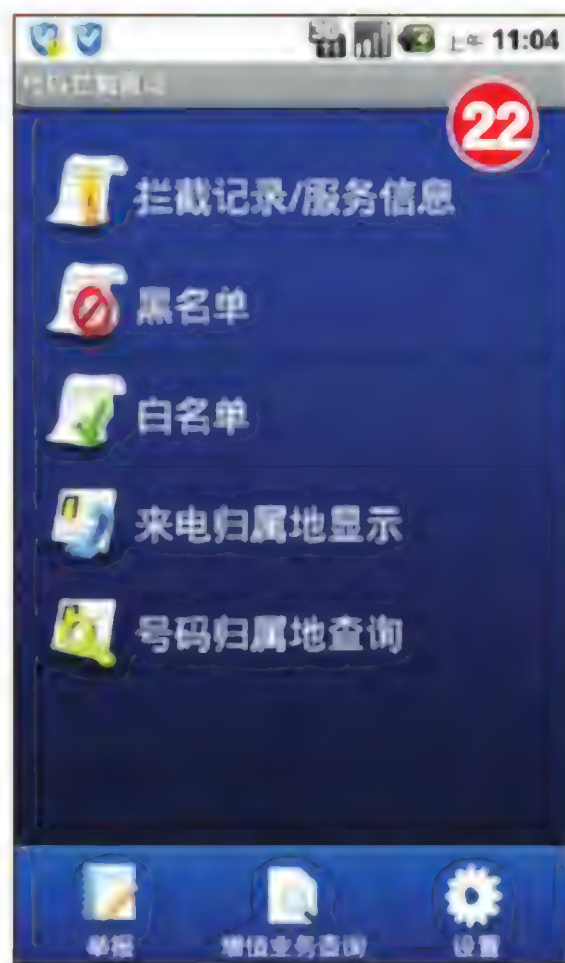 上午 11:04
22
拦截记录/服务信息
黑名单
白名单
来电归属地显示
号码归属地查询
举报 增值业务查询 设置